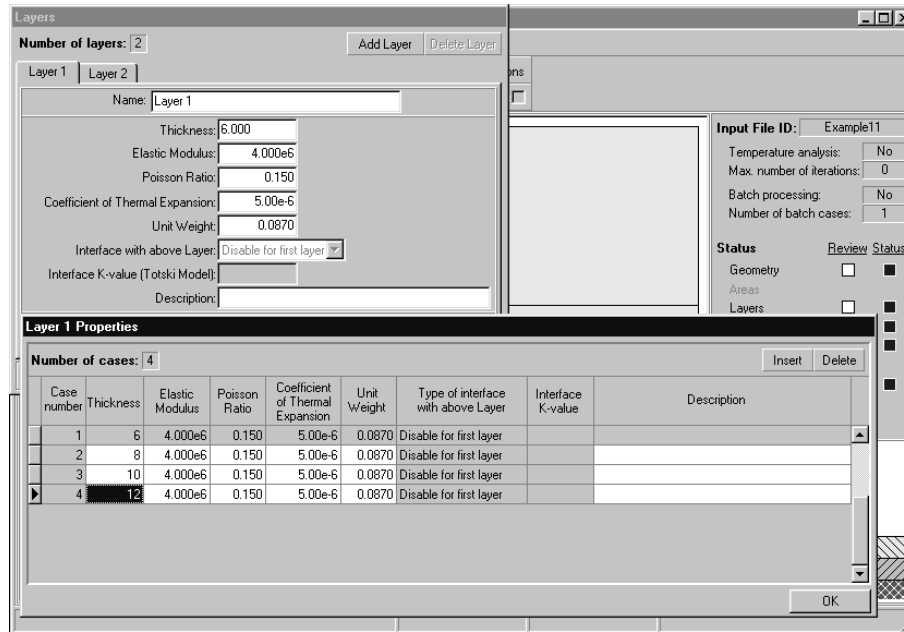 Layers
Number of layers: 2 Add Layer Delete Layer
Layer 1 Layer 2
Name: Layer 1
Thickness: 6.000
Elastic Modulus: 4.000e6
Poisson Ratio: 0.150
Coefficient of Thermal Expansion: 5.00e-6
Unit Weight: 0.0870
Interface with above Layer: Disable for first layer
Interface K-value (Totski Model):
Description:
ons
Input File ID: Example11
Temperature analysis: No
Max. number of iterations: 0
Batch processing: No
Number of batch cases: 1
Status Review Status
Geometry
Areas
Layers
Layer 1 Properties
Number of cases: 4 Insert Delete
Case number Thickness Elastic Modulus Poisson Ratio Coefficient of Thermal Expansion Unit Weight Type of interface with above Layer Interface K-value Description
1 6 4.000e6 0.150 5.00e-6 0.0870 Disable for first layer
2 8 4.000e6 0.150 5.00e-6 0.0870 Disable for first layer
3 10 4.000e6 0.150 5.00e-6 0.0870 Disable for first layer
4 12 4.000e6 0.150 5.00e-6 0.0870 Disable for first layer
OK